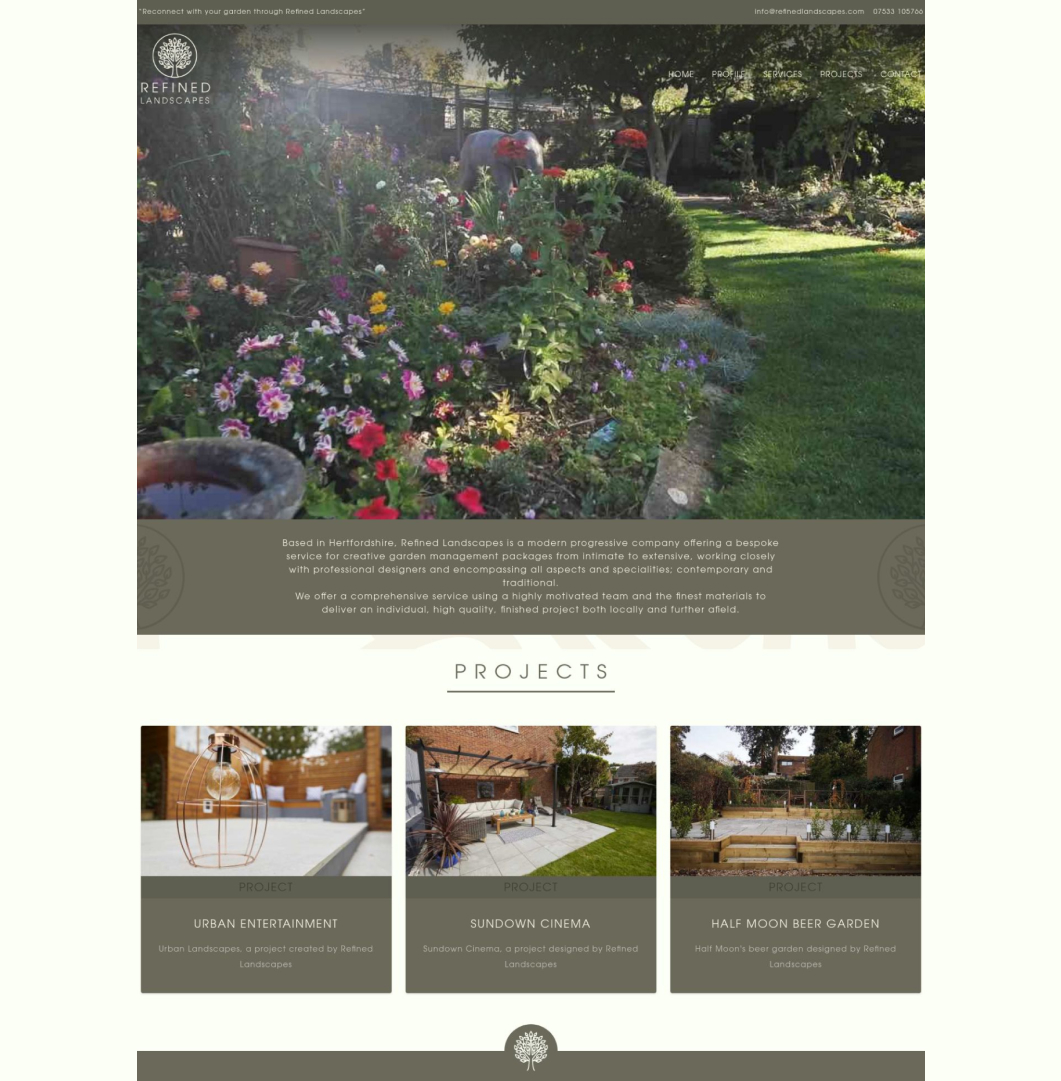 "Reconnect with your garden through Refined Landscapes"
info@refinedlandscapes.com 07533 105766
REFINED
LANDSCAPES
HOME PROFILE SERVICES PROJECTS CONTACT
Based in Hertfordshire, Refined Landscapes is a modern progressive company offering a bespoke
service for creative garden management packages from intimate to extensive, working closely
with professional designers and encompassing all aspects and specialities; contemporary and
traditional.
We offer a comprehensive service using a highly motivated team and the finest materials to
deliver an individual, high quality, finished project both locally and further afield.
PROJECTS
PROJECT
URBAN ENTERTAINMENT
Urban Landscapes, a project created by Refined
Landscapes
PROJECT
SUNDOWN CINEMA
Sundown Cinema, a project designed by Refined
Landscapes
PROJECT
HALF MOON BEER GARDEN
Half Moon's beer garden designed by Refined
Landscapes